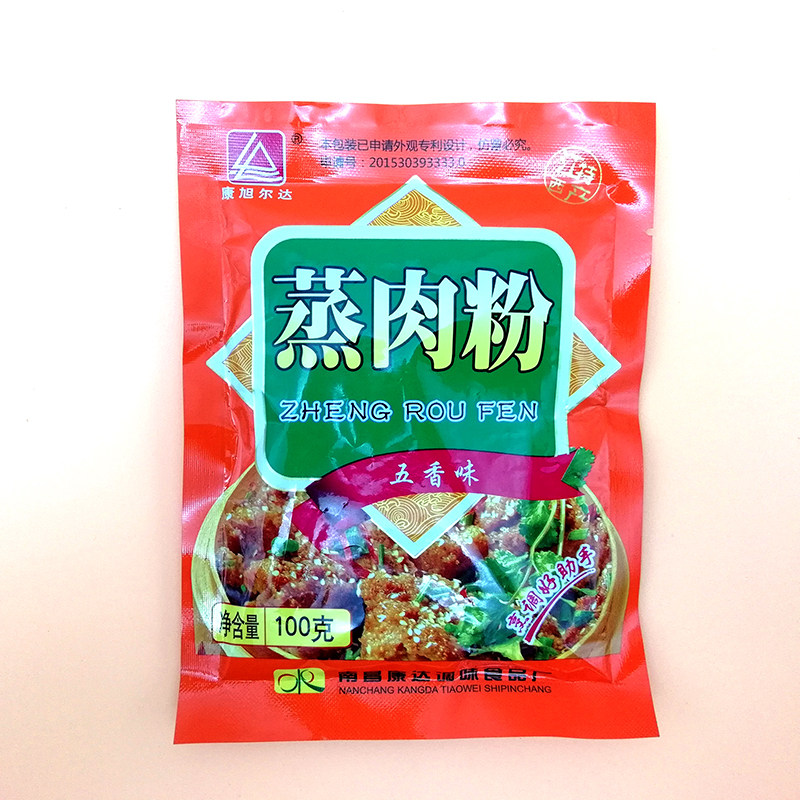 康旭尔达
®
本包装已申请外观专利设计，仿冒必究。
申请号：201530393333.0
蒸肉粉
ZHENG ROU FEN
五香味
烹调好助手
净含量 100克
南昌康达调味食品厂
NANCHANG KANGDA TIAOWEI SHIPINCHANG